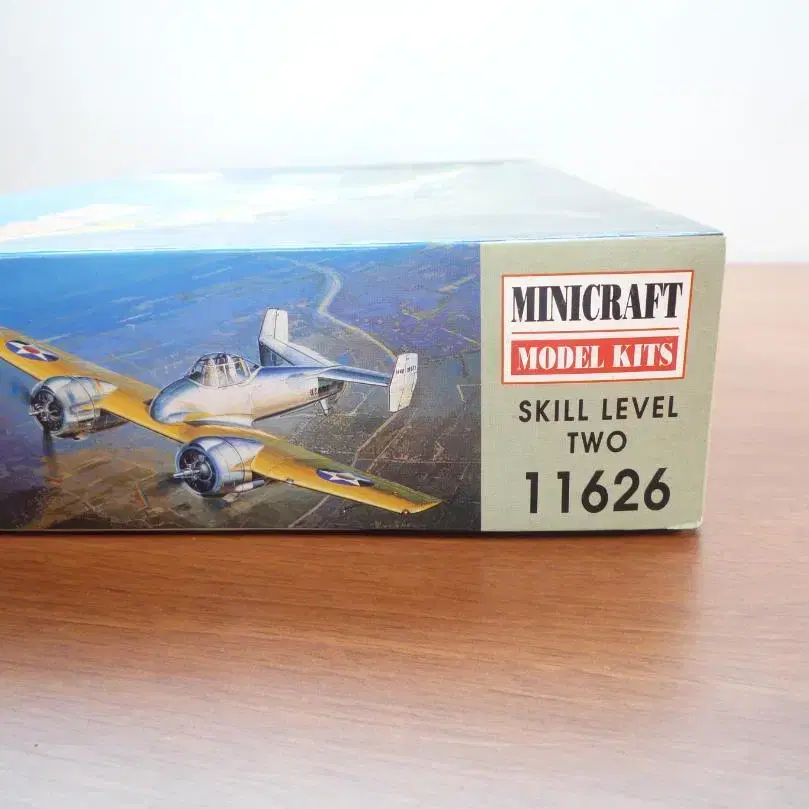 MINICRAFT
MODEL KITS
SKILL LEVEL
TWO
11626